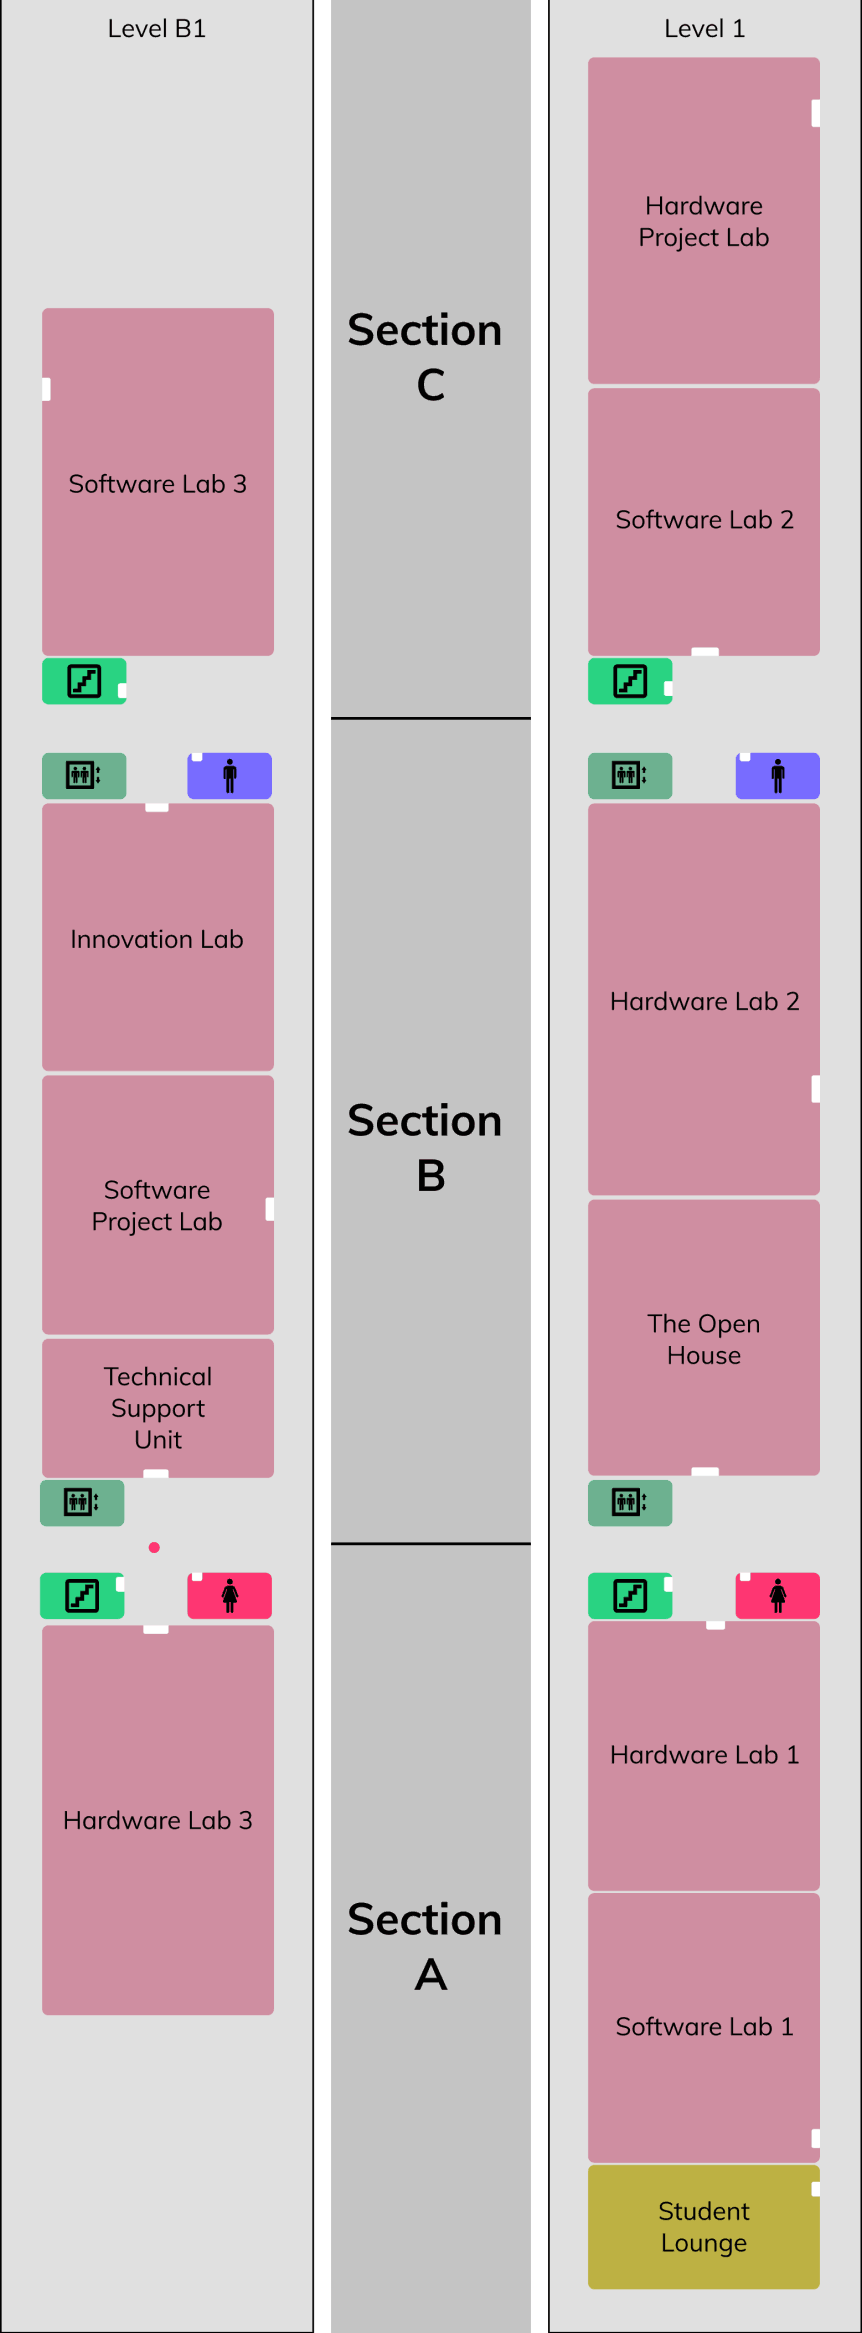 Level B1
Software Lab 3
Innovation Lab
Software
Project Lab
Technical
Support
Unit
Hardware Lab 3
Section
C
Section
B
Section
A
Level 1
Hardware
Project Lab
Software Lab 2
Hardware Lab 2
The Open
House
Hardware Lab 1
Software Lab 1
Student
Lounge